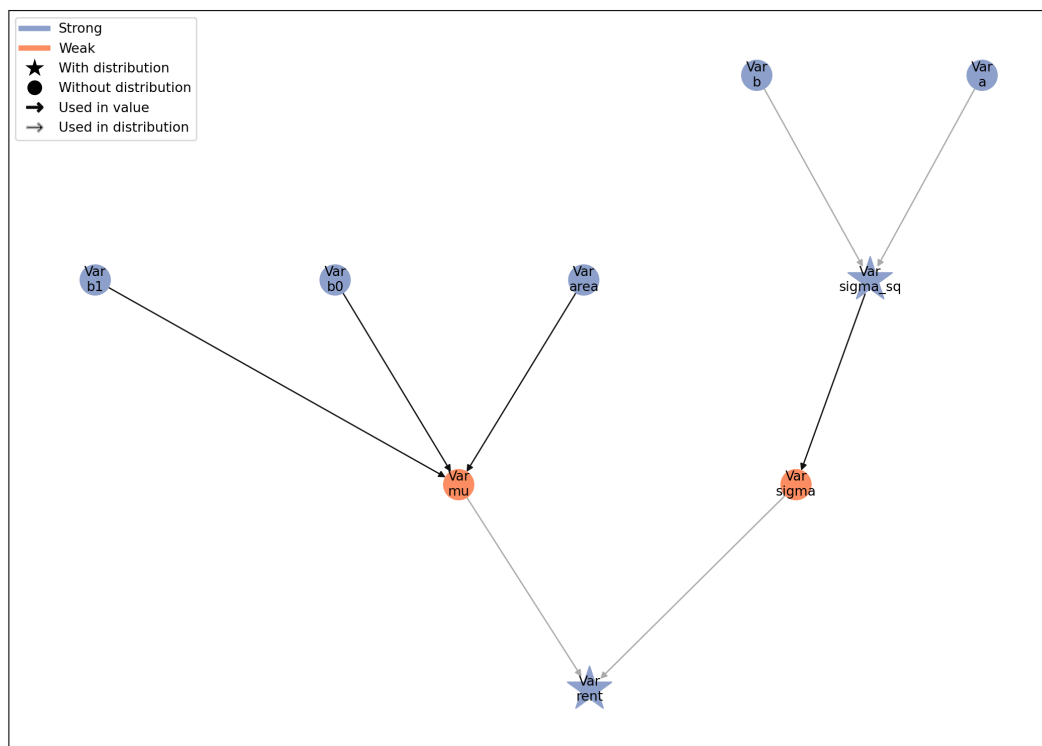 Strong
Weak
With distribution
Without distribution
Used in value
Used in distribution
Var
b
Var
a
Var
b1
Var
b0
Var
area
Var
sigma_sq
Var
mu
Var
sigma
Var
rent